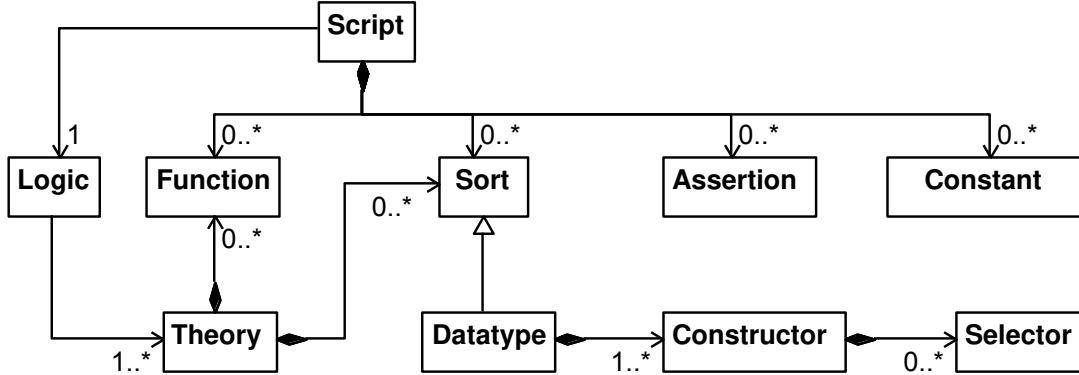 Script
1
0..*
0..*
0..*
0..*
Logic
Function
Sort
Assertion
Constant
0..*
0..*
Theory
Datatype
Constructor
Selector
1..*
1..*
0..*